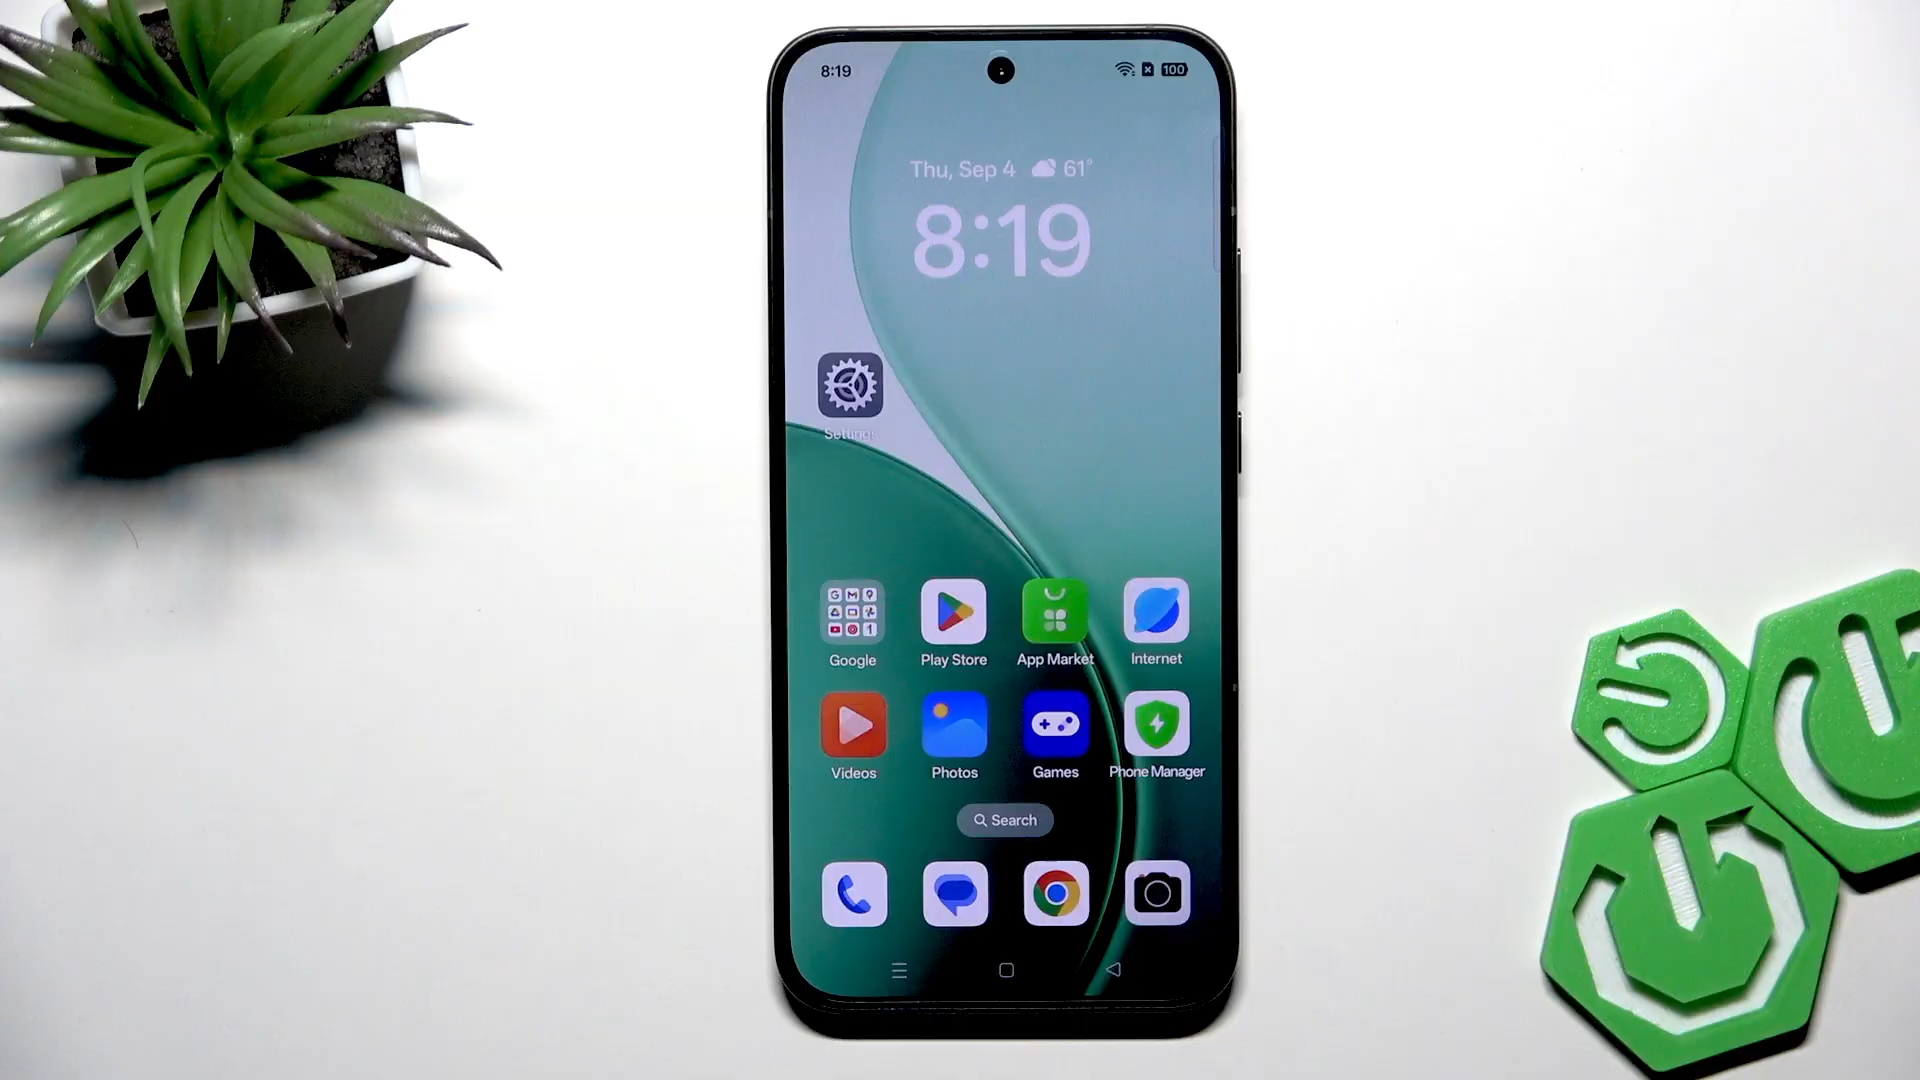 8:19
100
Thu, Sep 4 61°
8:19
Settings
Google
Play Store
App Market
Internet
Videos
Photos
Games
Phone Manager
Search